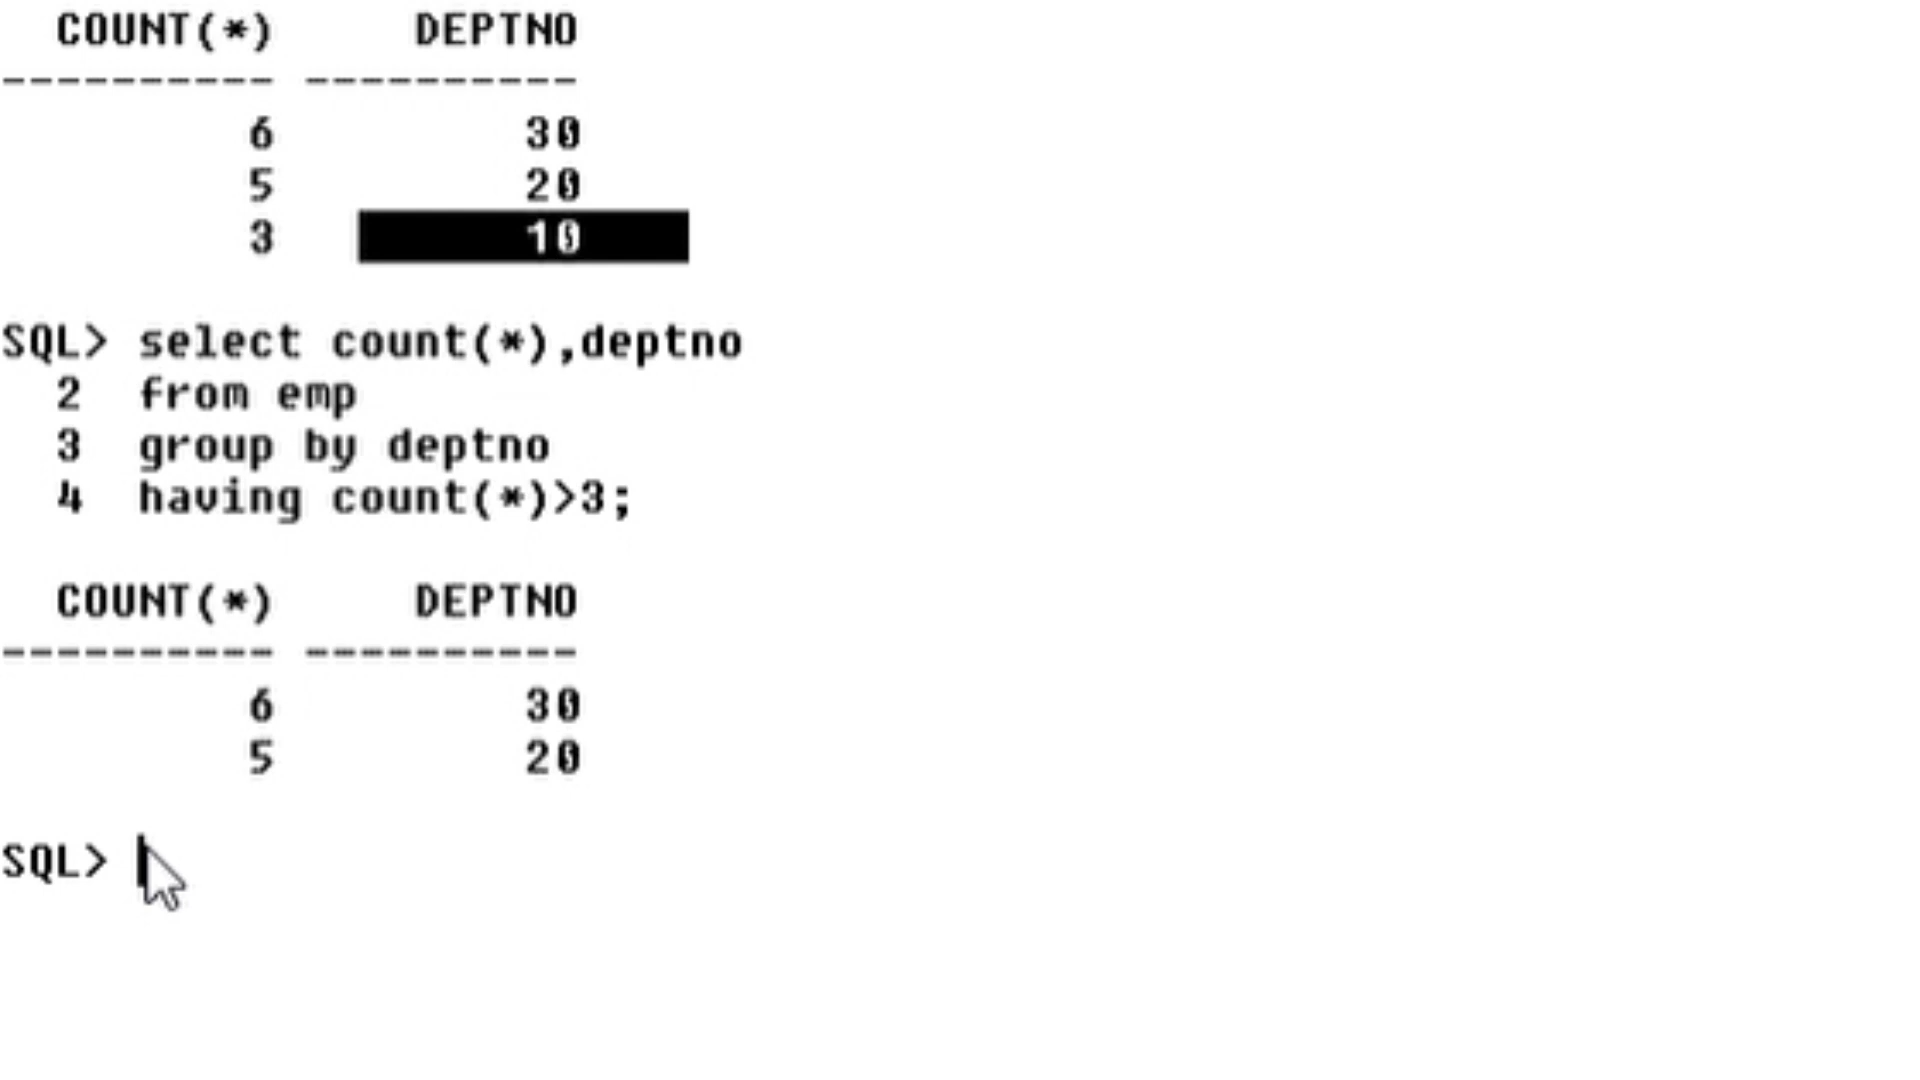 COUNT(*) DEPTNO
---------- ----------
6 30
5 20
3 10
SQL> select count(*),deptno
2 from emp
3 group by deptno
4 having count(*)>3;
COUNT(*) DEPTNO
---------- ----------
6 30
5 20
SQL>